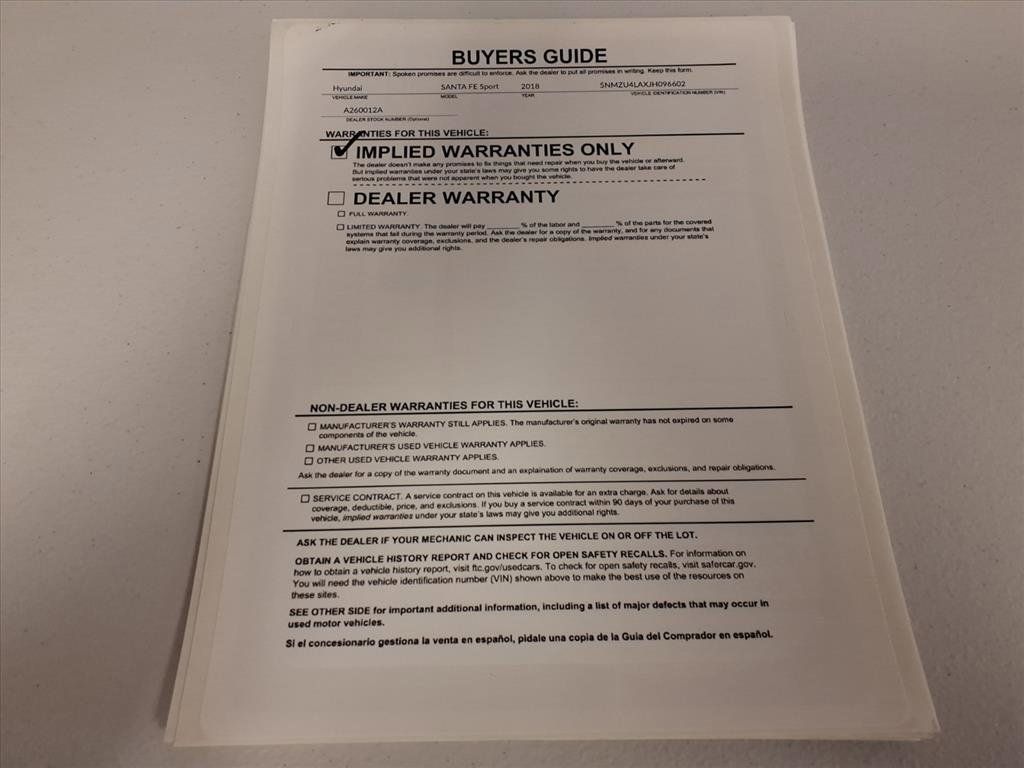 BUYERS GUIDE
IMPORTANT: Spoken promises are difficult to enforce. Ask the dealer to put all promises in writing. Keep this form.
Hyundai SANTA FE Sport 2018 5NMZU4LAXJH096602
VEHICLE MAKE MODEL YEAR VEHICLE IDENTIFICATION NUMBER (VIN)
A260012A
DEALER STOCK NUMBER (Optional)
WARRANTIES FOR THIS VEHICLE:
IMPLIED WARRANTIES ONLY
The dealer doesn't make any promises to fix things that need repair when you buy the vehicle or afterward.
But implied warranties under your state's laws may give you some rights to have the dealer take care of
serious problems that were not apparent when you bought the vehicle.
DEALER WARRANTY
FULL WARRANTY.
LIMITED WARRANTY. The dealer will pay ______% of the labor and ______% of the parts for the covered
systems that fail during the warranty period. Ask the dealer for a copy of the warranty, and for any documents that
explain warranty coverage, exclusions, and the dealer's repair obligations. Implied warranties under your state's
laws may give you additional rights.
NON-DEALER WARRANTIES FOR THIS VEHICLE:
MANUFACTURER'S WARRANTY STILL APPLIES. The manufacturer's original warranty has not expired on some
components of the vehicle.
MANUFACTURER'S USED VEHICLE WARRANTY APPLIES.
OTHER USED VEHICLE WARRANTY APPLIES.
Ask the dealer for a copy of the warranty document and an explaination of warranty coverage, exclusions, and repair obligations.
SERVICE CONTRACT. A service contract on this vehicle is available for an extra charge. Ask for details about
coverage, deductible, price, and exclusions. If you buy a service contract within 90 days of your purchase of this
vehicle, implied warranties under your state's laws may give you additional rights.
ASK THE DEALER IF YOUR MECHANIC CAN INSPECT THE VEHICLE ON OR OFF THE LOT.
OBTAIN A VEHICLE HISTORY REPORT AND CHECK FOR OPEN SAFETY RECALLS. For information on
how to obtain a vehicle history report, visit ftc.gov/usedcars. To check for open safety recalls, visit safercar.gov.
You will need the vehicle identification number (VIN) shown above to make the best use of the resources on
these sites.
SEE OTHER SIDE for important additional information, including a list of major defects that may occur in
used motor vehicles.
Si el concesionario gestiona la venta en español, pidale una copia de la Guia del Comprador en español.